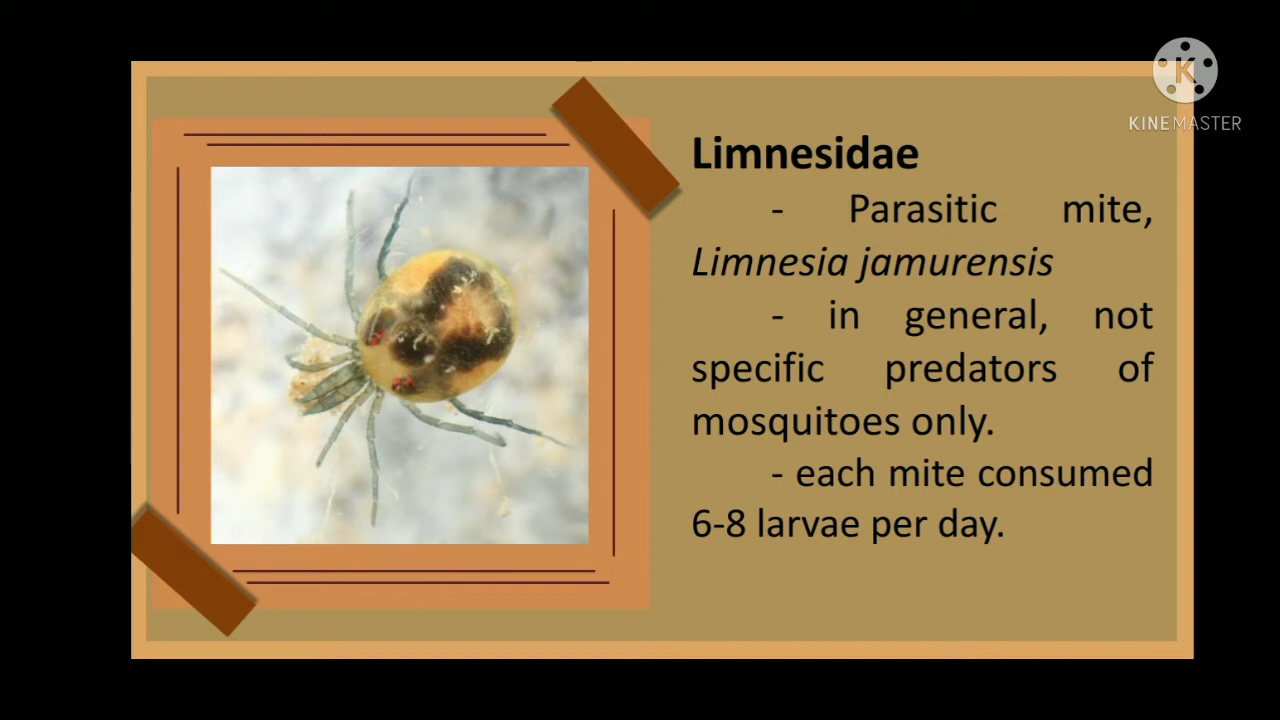 KINEMASTER
Limnesidae
- Parasitic mite,
Limnesia jamurensis
- in general, not
specific predators of
mosquitoes only.
- each mite consumed
6-8 larvae per day.